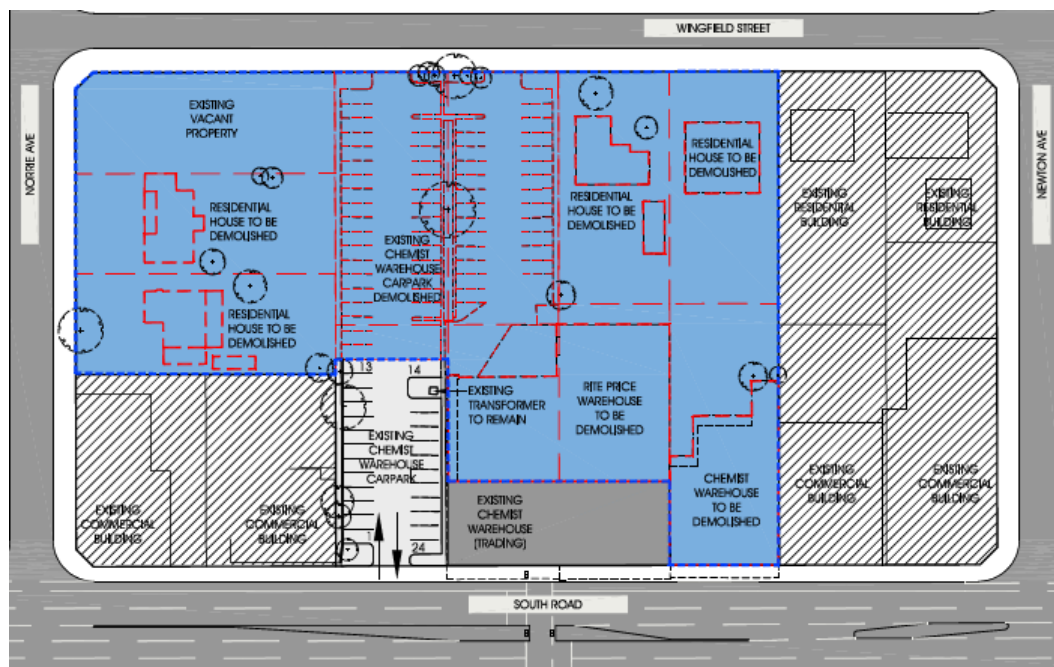 WINGFIELD STREET
NORRIE AVE
NEWTON AVE
EXISTING
VACANT
PROPERTY
RESIDENTIAL
HOUSE TO BE
DEMOLISHED
RESIDENTIAL
HOUSE TO BE
DEMOLISHED
EXISTING
CHEMIST
WAREHOUSE
CARPARK
DEMOLISHED
RESIDENTIAL
HOUSE TO BE
DEMOLISHED
RESIDENTIAL
HOUSE TO BE
DEMOLISHED
EXISTING
RESIDENTIAL
BUILDING
EXISTING
RESIDENTIAL
BUILDING
13
14
EXISTING
TRANSFORMER
TO REMAIN
RITE PRICE
WAREHOUSE
TO BE
DEMOLISHED
EXISTING
CHEMIST
WAREHOUSE
CARPARK
1
24
EXISTING
CHEMIST
WAREHOUSE
(TRADING)
CHEMIST
WAREHOUSE
TO BE
DEMOLISHED
EXISTING
COMMERCIAL
BUILDING
EXISTING
COMMERCIAL
BUILDING
EXISTING
COMMERCIAL
BUILDING
EXISTING
COMMERCIAL
BUILDING
SOUTH ROAD